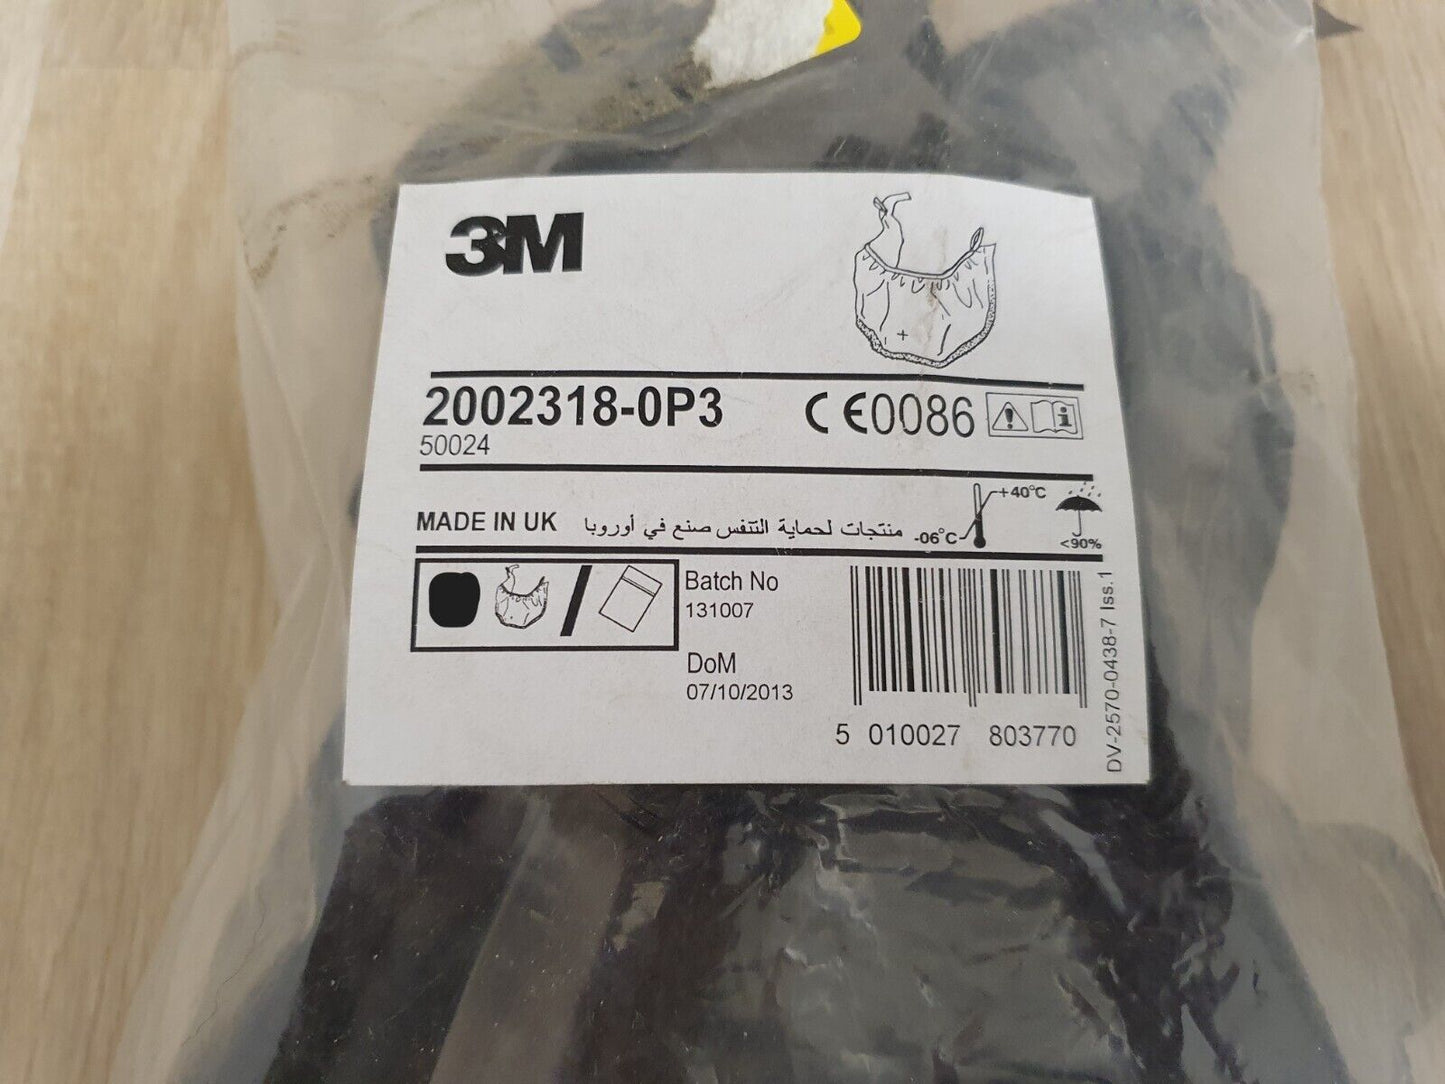 3M
2002318-0P3
CE0086
50024
+40°C
MADE IN UK
منتجات لحماية التنفس صنع في أوروبا
-06°C
<90%
Batch No
131007
DoM
07/10/2013
5 010027 803770
DV-2570-0438-7 Iss.1